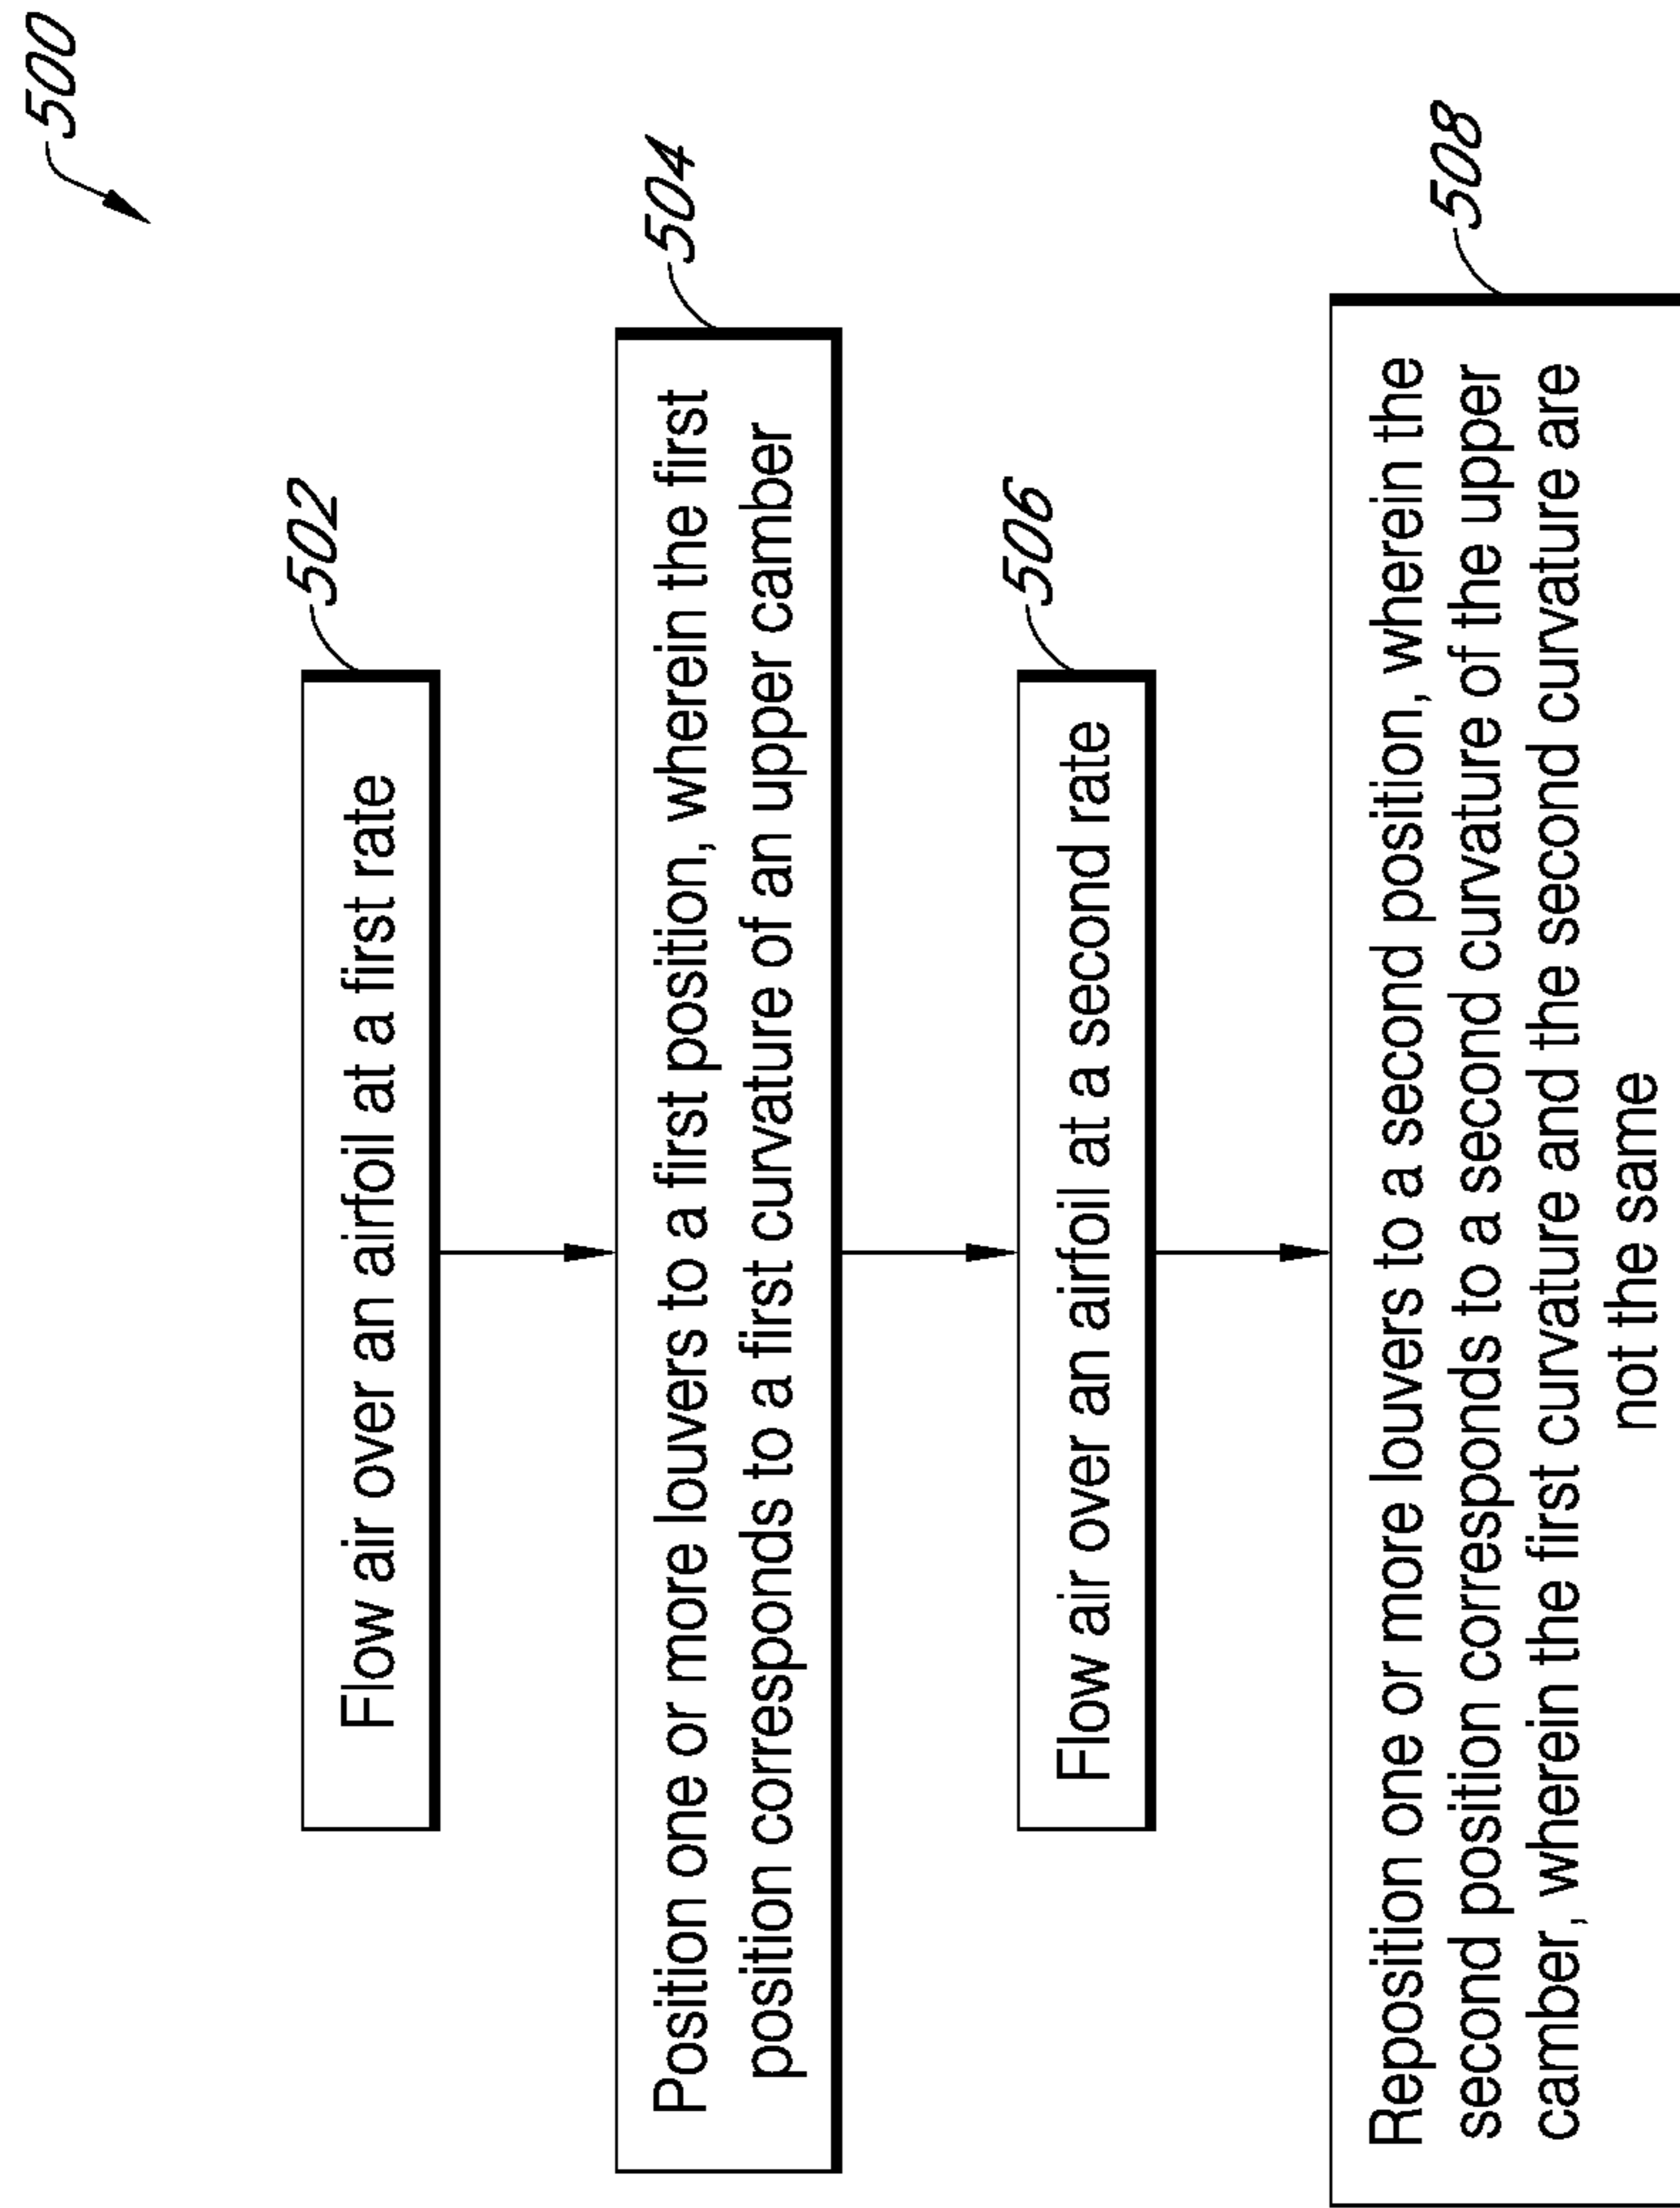 500
502
Flow air over an airfoil at a first rate
504
Position one or more louvers to a first position, wherein the first
position corresponds to a first curvature of an upper camber
506
Flow air over an airfoil at a second rate
508
Reposition one or more louvers to a second position, wherein the
second position corresponds to a second curvature of the upper
camber, wherein the first curvature and the second curvature are
not the same